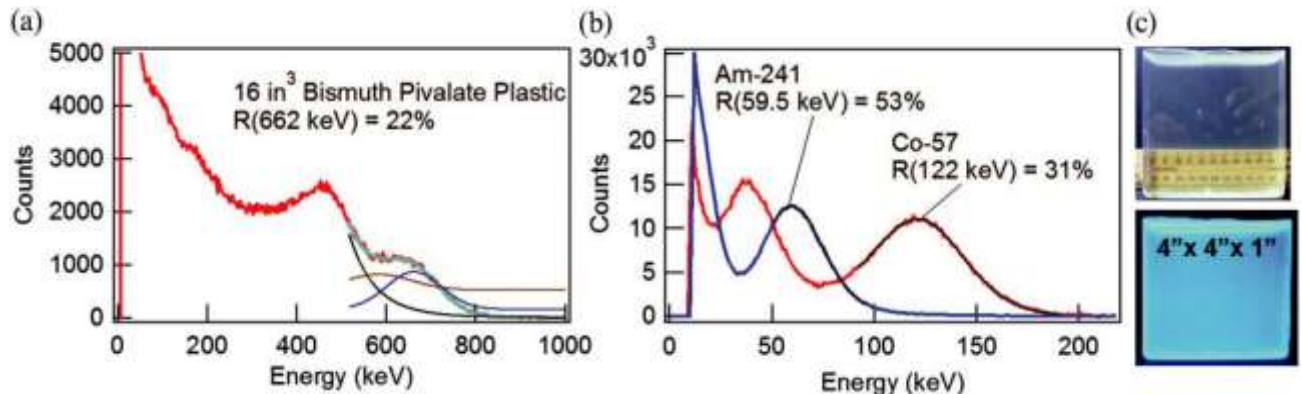 (a)
5000
4000
3000
2000
1000
0
Counts
16 in³ Bismuth Pivalate Plastic
R(662 keV) = 22%
0 200 400 600 800 1000
Energy (keV)
(b)
30x10³
25
20
15
10
5
0
Counts
Am-241
R(59.5 keV) = 53%
Co-57
R(122 keV) = 31%
0 50 100 150 200
Energy (keV)
(c)
4”x 4”x 1”